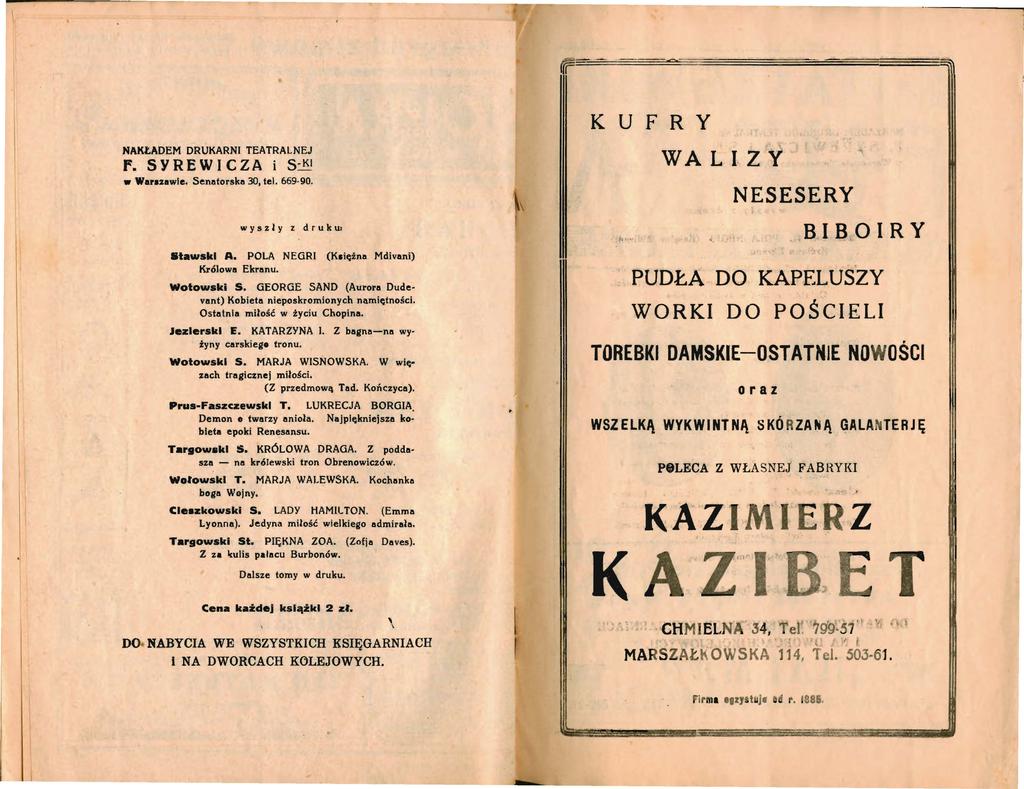 NAKŁADEM DRUKARNI TEATRALNEJ
F. SYREWICZA i S-KI
w Warszawie. Senatorska 30, tel. 669-90.
wyszły z druku:
Stawski A. POLA NEGRI (Księżna Mdivani)
Królowa Ekranu.
Wotowski S. GEORGE SAND (Aurora Dude-
vant) Kobieta nieposkromionych namiętności.
Ostatnia miłość w życiu Chopina.
Jezierski E. KATARZYNA I. Z bagna—na wy-
żyny carskiego tronu.
Wotowski S. MARJA WISNOWSKA. W wię-
zach tragicznej miłości.
(Z przedmową Tad. Kończyca).
Prus-Faszczewski T. LUKRECJA BORGIA.
Demon o twarzy anioła. Najpiękniejsza ko-
bieta epoki Renesansu.
Targowski S. KRÓLOWA DRAGA. Z podda-
sza — na królewski tron Obrenowiczów.
Wotowski T. MARJA WALEWSKA. Kochanka
boga Wojny.
Cieszkowski S. LADY HAMILTON. (Emma
Lyonna). Jedyna miłość wielkiego admirała.
Targowski St. PIĘKNA ZOA. (Zofja Daves).
Z za kulis pałacu Burbonów.
Dalsze tomy w druku.
Cena każdej książki 2 zł.
DO NABYCIA WE WSZYSTKICH KSIĘGARNIACH
I NA DWORCACH KOLEJOWYCH.
KUFRY
WALIZY
NESESERY
BIBOIRY
PUDŁA DO KAPELUSZY
WORKI DO POŚCIELI
TOREBKI DAMSKIE—OSTATNIE NOWOŚCI
oraz
WSZELKĄ WYKWINTNĄ SKÓRZANĄ GALANTERJĘ
POLECA Z WŁASNEJ FABRYKI
KAZIMIERZ
KAZIBET
CHMIELNA 34, Tel. 799-57
MARSZAŁKOWSKA 114, Tel. 503-61.
Firma egzystuje od r. 1885.